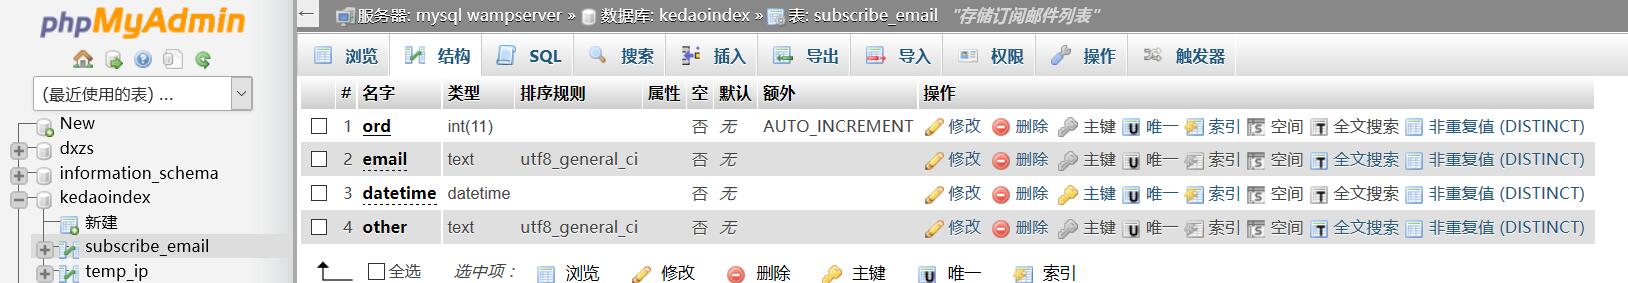 phpMyAdmin
(最近使用的表) ...
New
dxzs
information_schema
kedaoindex
新建
subscribe_email
temp_ip
服务器: mysql wampserver » 数据库: kedaoindex » 表: subscribe_email "存储订阅邮件列表"
浏览 结构 SQL 搜索 插入 导出 导入 权限 操作 触发器
# 名字 类型 排序规则 属性 空 默认 额外 操作
1 ord int(11) 否 无 AUTO_INCREMENT 修改 删除 主键 唯一 索引 空间 全文搜索 非重复值 (DISTINCT)
2 email text utf8_general_ci 否 无 修改 删除 主键 唯一 索引 空间 全文搜索 非重复值 (DISTINCT)
3 datetime datetime 否 无 修改 删除 主键 唯一 索引 空间 全文搜索 非重复值 (DISTINCT)
4 other text utf8_general_ci 否 无 修改 删除 主键 唯一 索引 空间 全文搜索 非重复值 (DISTINCT)
全选 选中项： 浏览 修改 删除 主键 唯一 索引